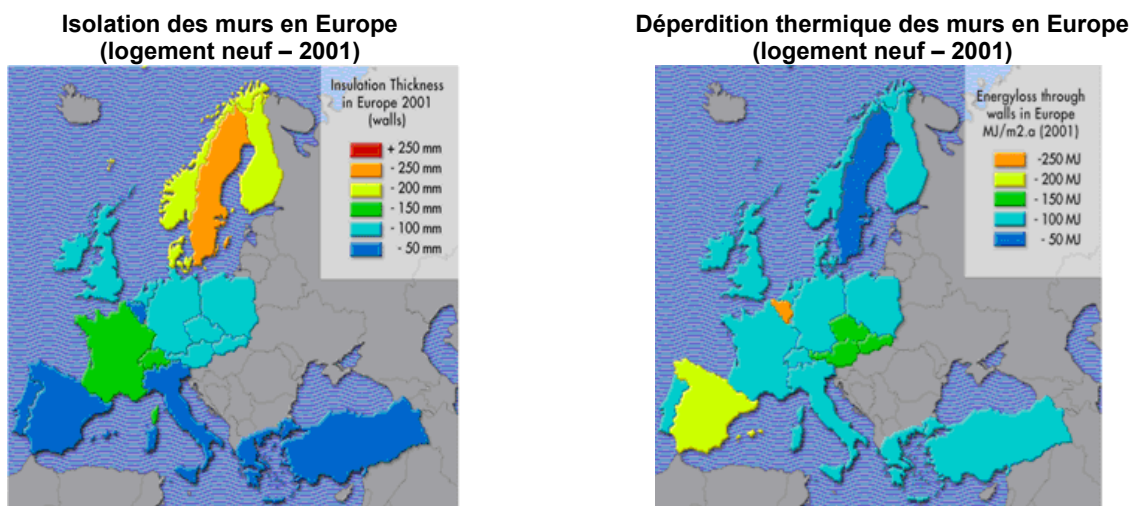 Isolation des murs en Europe
(logement neuf – 2001)
Insulation Thickness
in Europe 2001
(walls)
+ 250 mm
- 250 mm
- 200 mm
- 150 mm
- 100 mm
- 50 mm
Déperdition thermique des murs en Europe
(logement neuf – 2001)
Energyloss through
walls in Europe
MJ/m2.a (2001)
-250 MJ
- 200 MJ
- 150 MJ
- 100 MJ
- 50 MJ